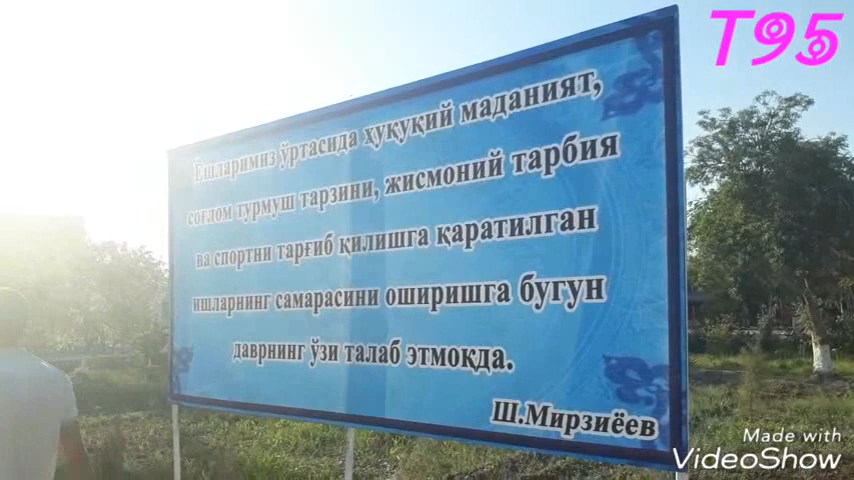 T95
Ёшларимиз ўртасида ҳуқуқий маданият,
соғлом турмуш тарзини, жисмоний тарбия
ва спортни тарғиб қилишга қаратилган
ишларнинг самарасини оширишга бугун
даврнинг ўзи талаб этмоқда.
Ш.Мирзиёев
Made with
VideoShow